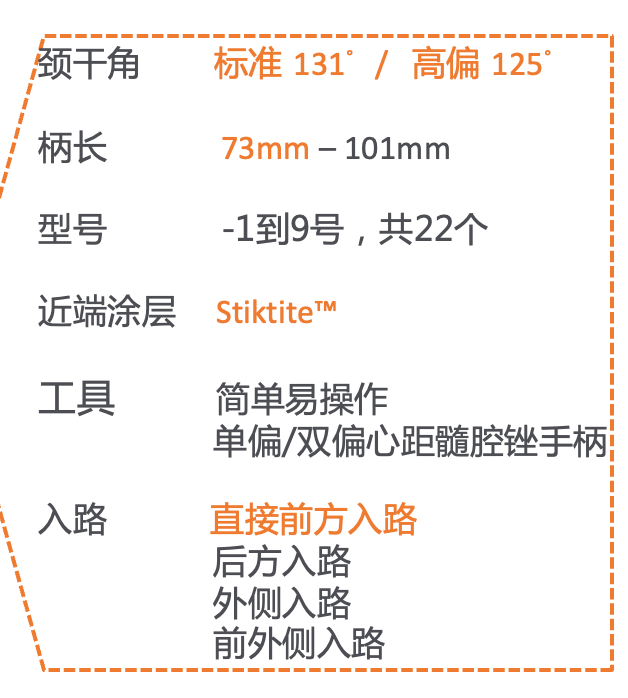 颈干角 标准 131° / 高偏 125°
柄长 73mm – 101mm
型号 -1到9号，共22个
近端涂层 Stiktite™
工具 简单易操作
单偏/双偏心距髓腔锉手柄
入路 直接前方入路
后方入路
外侧入路
前外侧入路